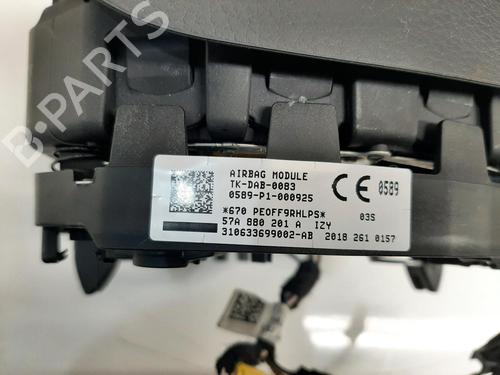 B-PARTS
AIRBAG MODULE
TK-DAB-0083
0589-P1-000925
CE 0589
*670 PEOFF9RHLPS* 03S
57A 880 201 A IZY
310633699002-AB 2018 261 0157